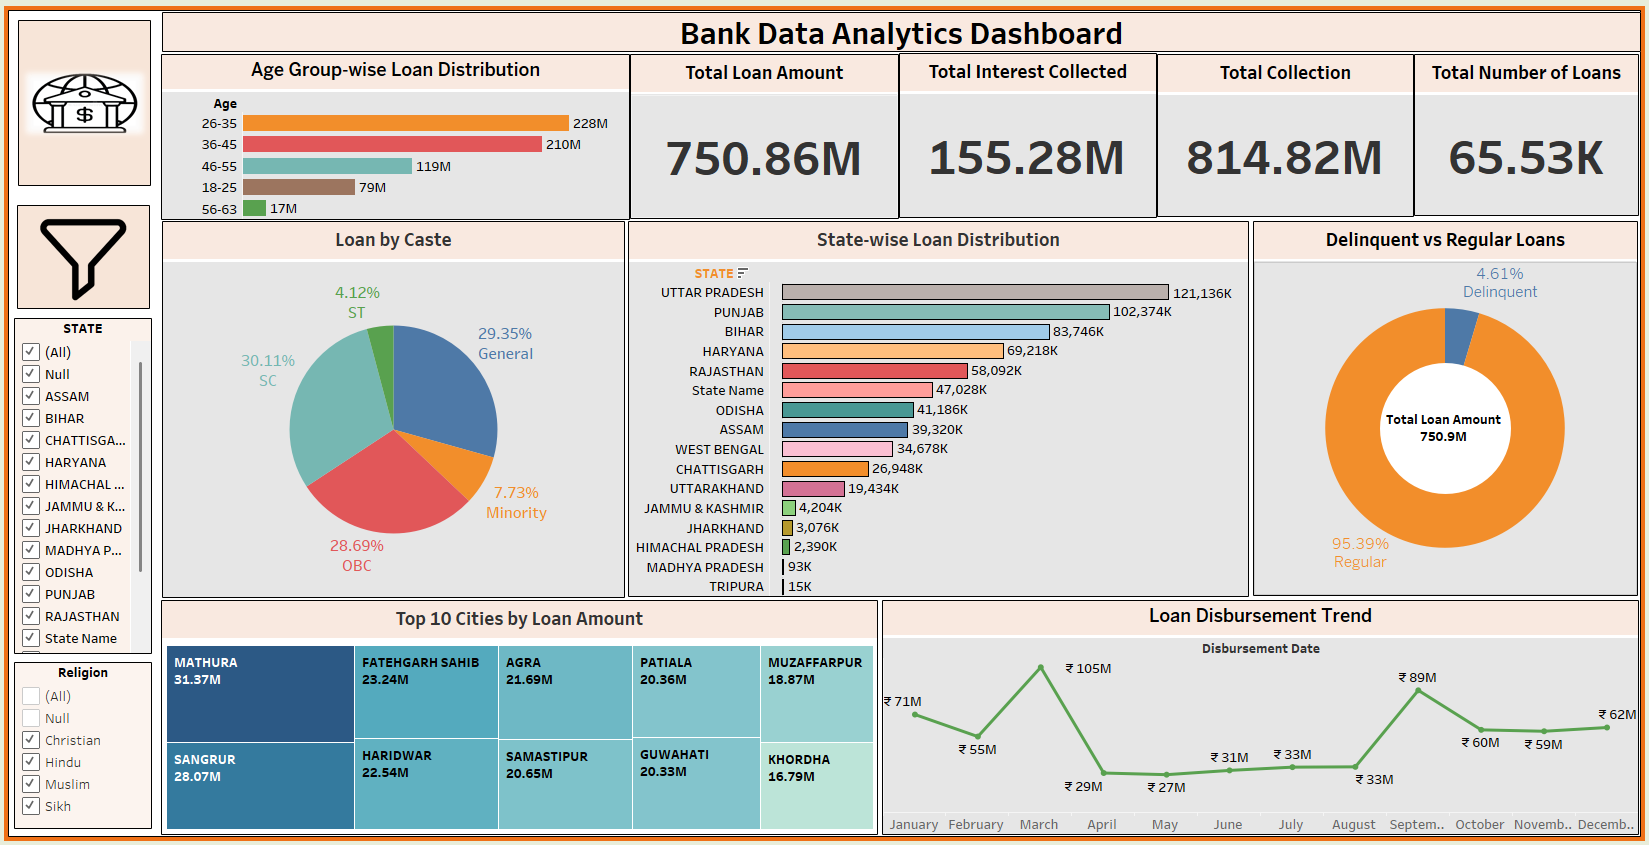 Bank Data Analytics Dashboard
$
Age Group-wise Loan Distribution
Age
26-35 228M
36-45 210M
46-55 119M
18-25 79M
56-63 17M
Total Loan Amount
750.86M
Total Interest Collected
155.28M
Total Collection
814.82M
Total Number of Loans
65.53K
STATE
(All)
Null
ASSAM
BIHAR
CHATTISGA...
HARYANA
HIMACHAL ...
JAMMU & K...
JHARKHAND
MADHYA P...
ODISHA
PUNJAB
RAJASTHAN
State Name
Religion
(All)
Null
Christian
Hindu
Muslim
Sikh
Loan by Caste
4.12%
ST
29.35%
General
30.11%
SC
7.73%
Minority
28.69%
OBC
State-wise Loan Distribution
STATE
UTTAR PRADESH 121,136K
PUNJAB 102,374K
BIHAR 83,746K
HARYANA 69,218K
RAJASTHAN 58,092K
State Name 47,028K
ODISHA 41,186K
ASSAM 39,320K
WEST BENGAL 34,678K
CHATTISGARH 26,948K
UTTARAKHAND 19,434K
JAMMU & KASHMIR 4,204K
JHARKHAND 3,076K
HIMACHAL PRADESH 2,390K
MADHYA PRADESH 93K
TRIPURA 15K
Delinquent vs Regular Loans
4.61%
Delinquent
Total Loan Amount
750.9M
95.39%
Regular
Top 10 Cities by Loan Amount
MATHURA
31.37M
SANGRUR
28.07M
FATEHGARH SAHIB
23.24M
HARIDWAR
22.54M
AGRA
21.69M
SAMASTIPUR
20.65M
PATIALA
20.36M
GUWAHATI
20.33M
MUZAFFARPUR
18.87M
KHORDHA
16.79M
Loan Disbursement Trend
Disbursement Date
₹ 71M
₹ 55M
₹ 105M
₹ 29M
₹ 27M
₹ 31M
₹ 33M
₹ 33M
₹ 89M
₹ 60M
₹ 59M
₹ 62M
January February March April May June July August Septem.. October Novemb.. Decemb..